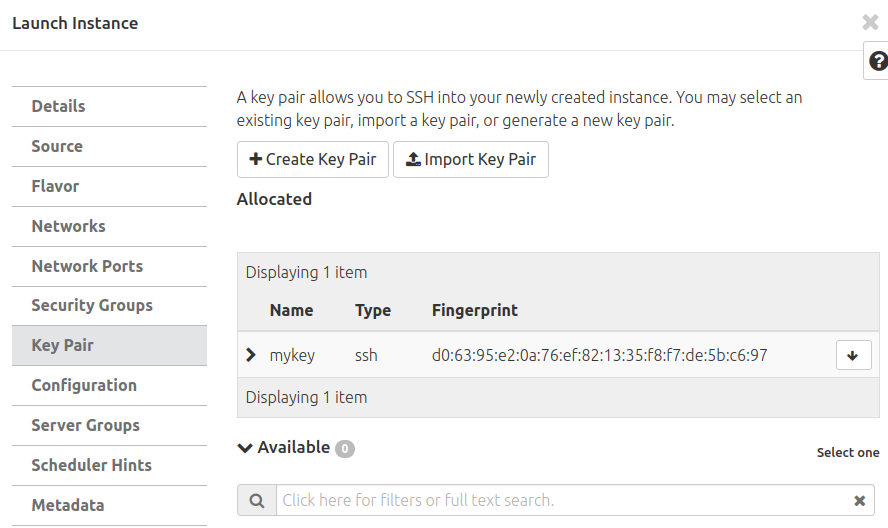 Launch Instance
Details
Source
Flavor
Networks
Network Ports
Security Groups
Key Pair
Configuration
Server Groups
Scheduler Hints
Metadata
A key pair allows you to SSH into your newly created instance. You may select an
existing key pair, import a key pair, or generate a new key pair.
Create Key Pair
Import Key Pair
Allocated
Displaying 1 item
Name Type Fingerprint
mykey ssh d0:63:95:e2:0a:76:ef:82:13:35:f8:f7:de:5b:c6:97
Displaying 1 item
Available 0
Select one
Click here for filters or full text search.